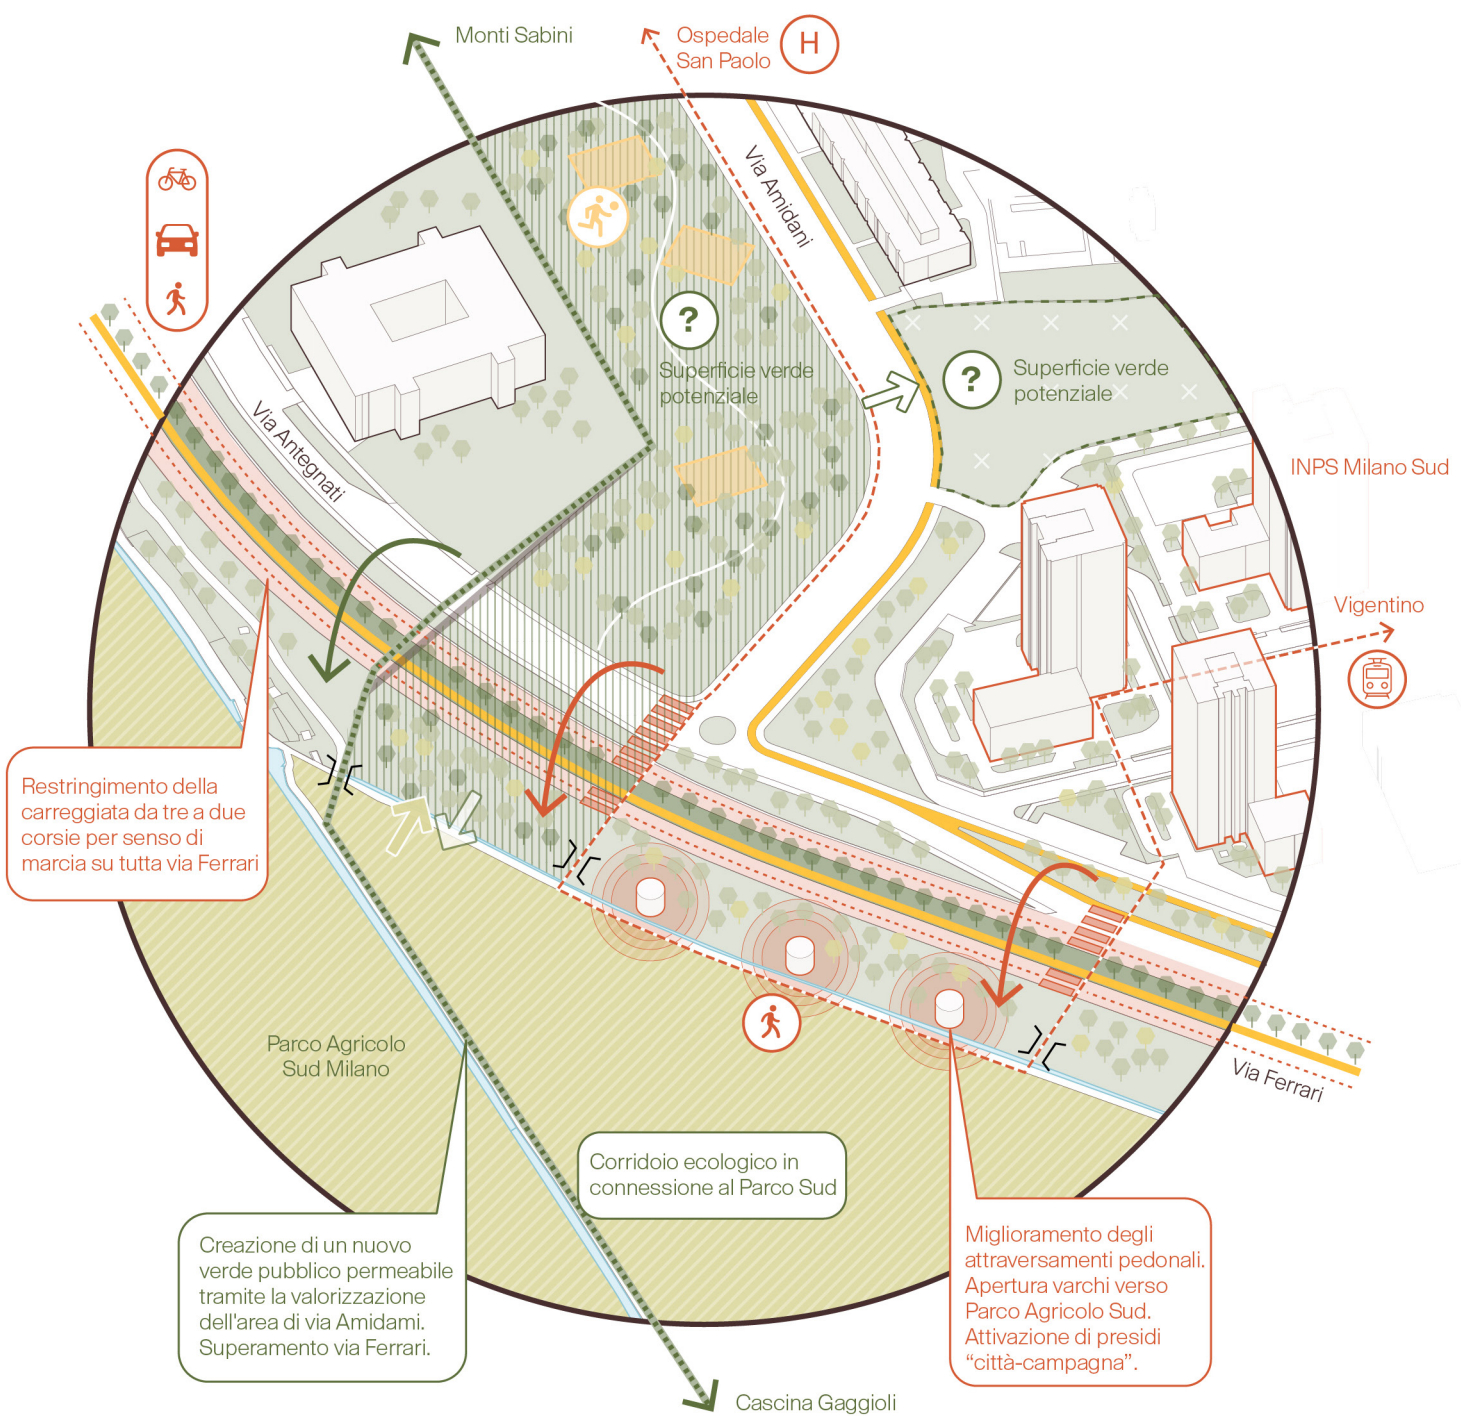 Monti Sabini
Ospedale
San Paolo
H
Via Amidani
?
Superficie verde
potenziale
?
Superficie verde
potenziale
Via Antegnati
INPS Milano Sud
Vigentino
Restringimento della
carreggiata da tre a due
corsie per senso di
marcia su tutta via Ferrari
Parco Agricolo
Sud Milano
Via Ferrari
Corridoio ecologico in
connessione al Parco Sud
Creazione di un nuovo
verde pubblico permeabile
tramite la valorizzazione
dell'area di via Amidami.
Superamento via Ferrari.
Miglioramento degli
attraversamenti pedonali.
Apertura varchi verso
Parco Agricolo Sud.
Attivazione di presidi
“città-campagna”.
Cascina Gaggioli